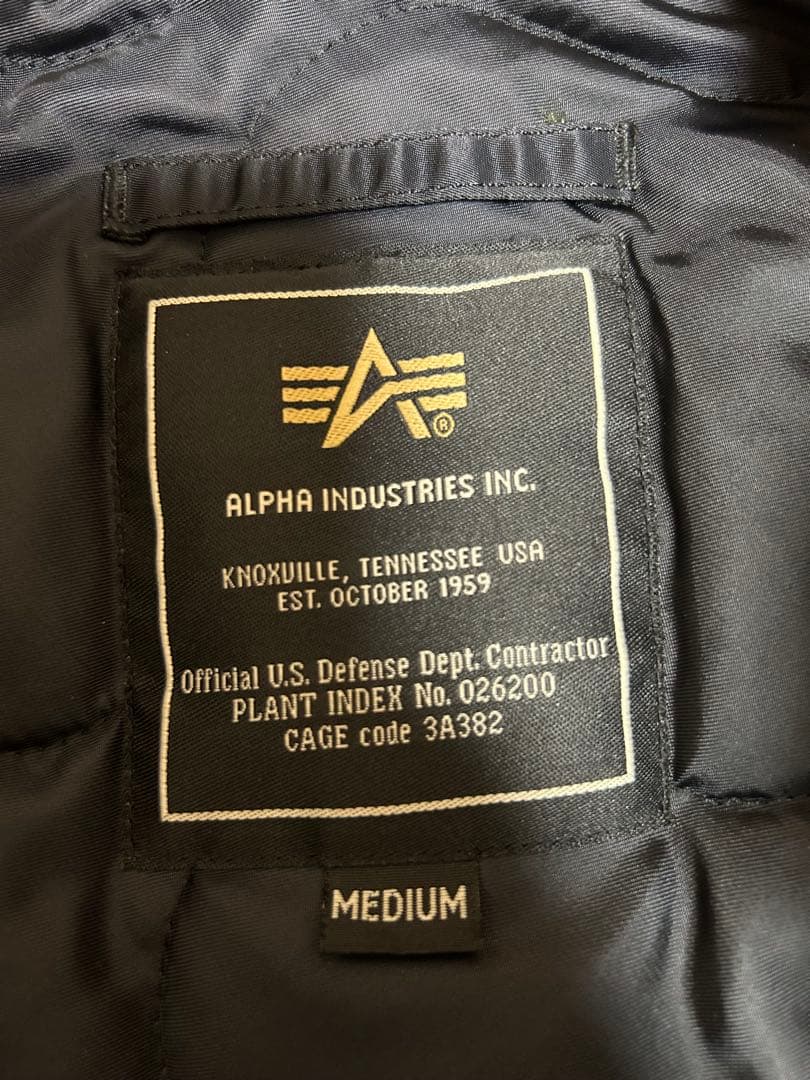 ®
ALPHA INDUSTRIES INC.
KNOXVILLE, TENNESSEE USA
EST. OCTOBER 1959
Official U.S. Defense Dept. Contractor
PLANT INDEX No. 026200
CAGE code 3A382
MEDIUM